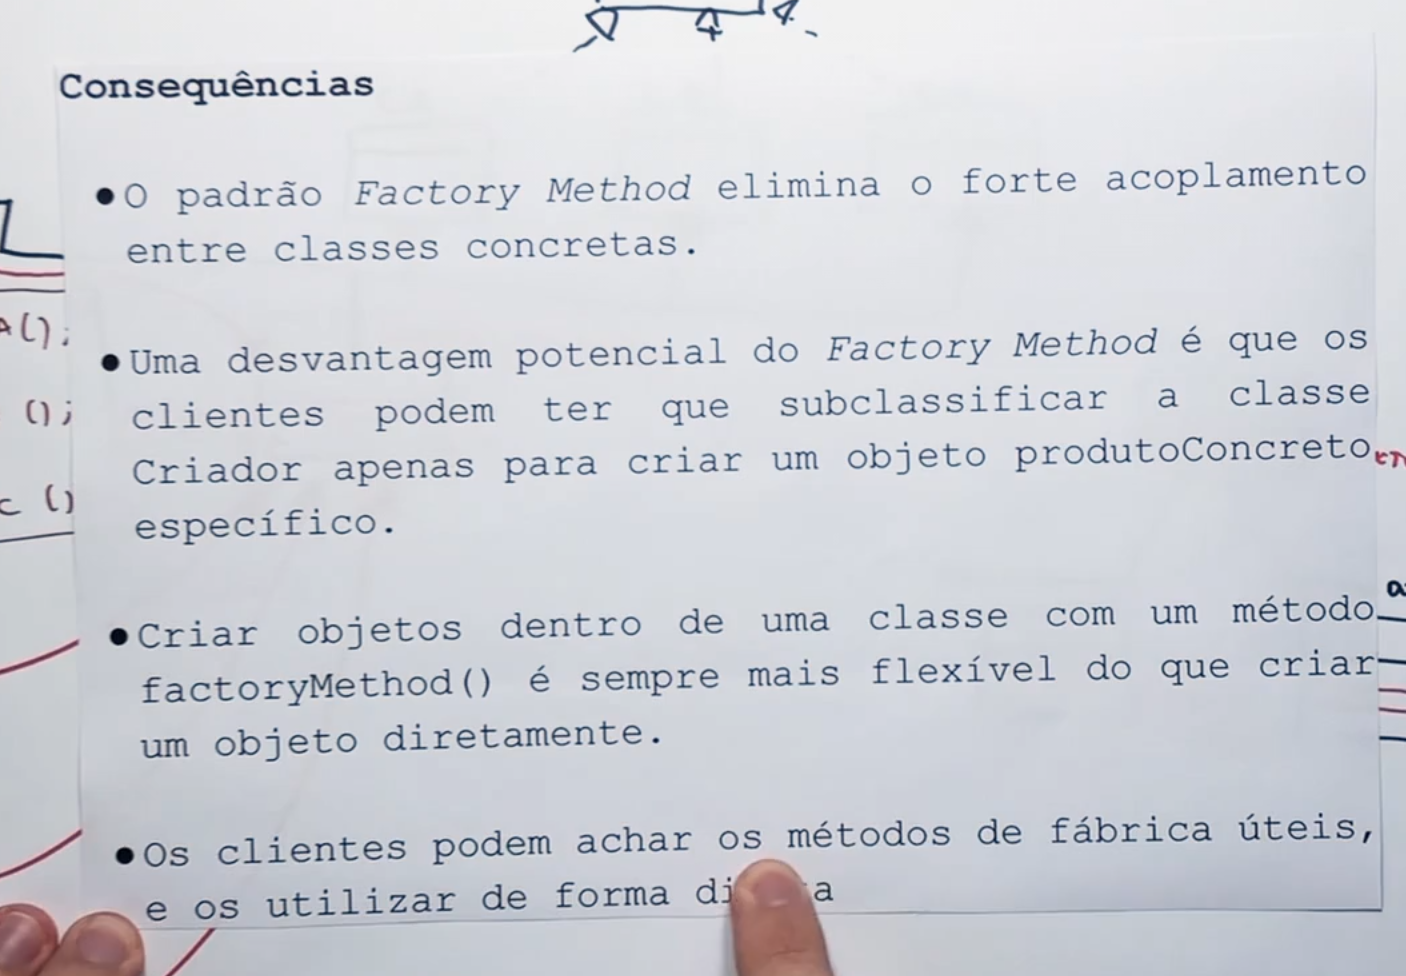 Consequências
●O padrão Factory Method elimina o forte acoplamento
entre classes concretas.
A();
●Uma desvantagem potencial do Factory Method é que os
();
clientes podem ter que subclassificar a classe
Criador apenas para criar um objeto produtoConcreto
c ()
específico.
●Criar objetos dentro de uma classe com um método
factoryMethod() é sempre mais flexível do que criar
um objeto diretamente.
●Os clientes podem achar os métodos de fábrica úteis,
e os utilizar de forma